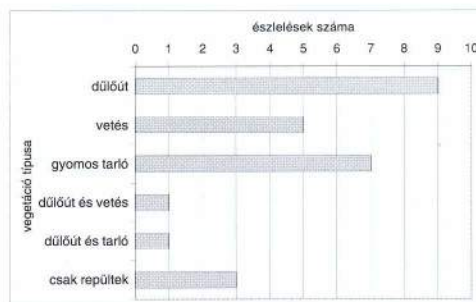 észlelések száma
0 1 2 3 4 5 6 7 8 9 10
vegetáció típusa
dűlőút
vetés
gyomos tarló
dűlőút és vetés
dűlőút és tarló
csak repültek